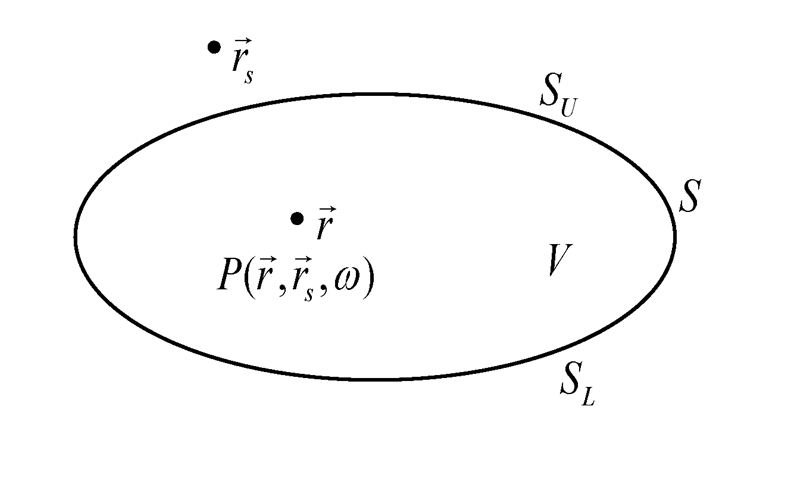 r⃗ₛ
S_U
S
r⃗
P(r⃗,r⃗ₛ,ω)
V
S_L